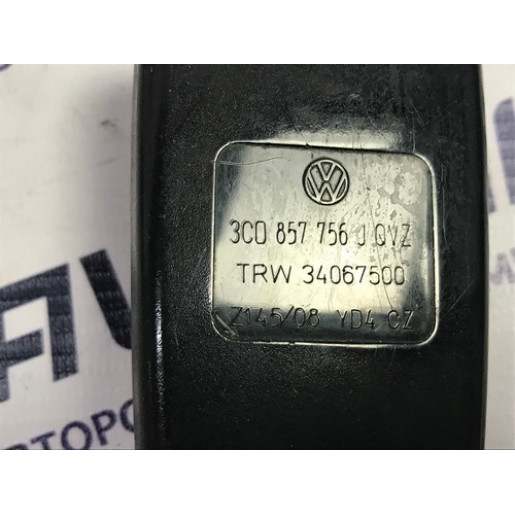 3C0 857 756 J QVZ
TRW 34067500
Z145/08 YD4 CZ